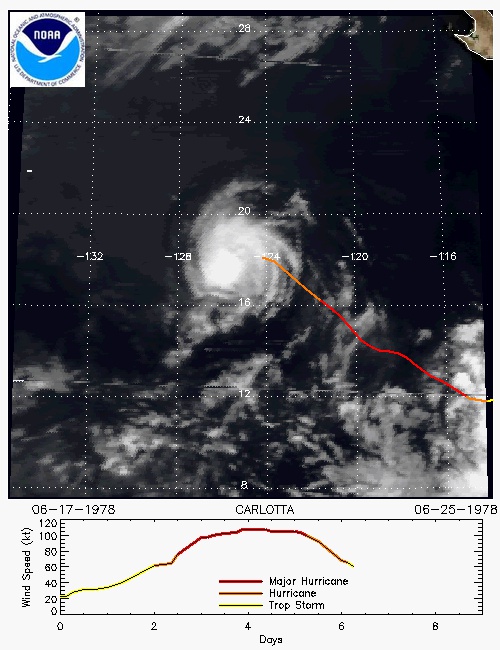 NATIONAL OCEANIC AND ATMOSPHERIC ADMINISTRATION
NOAA
U.S. DEPARTMENT OF COMMERCE
28
24
20
-132
-128
-124
-120
-116
16
12
8
06-17-1978
CARLOTTA
06-25-1978
120
100
80
60
40
20
0
Wind Speed (kt)
Major Hurricane
Hurricane
Trop Storm
0
2
4
6
8
Days